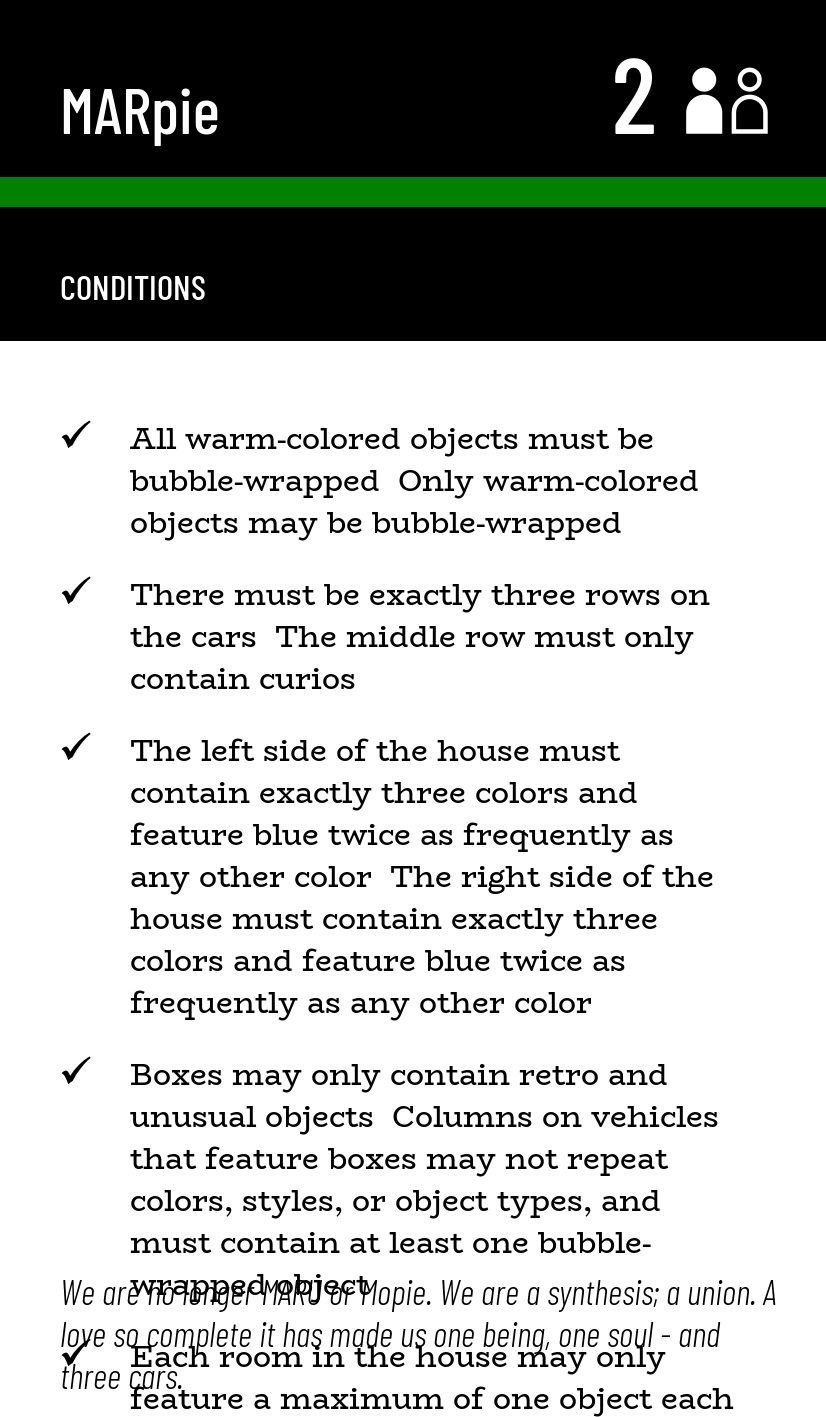 MARpie
2
CONDITIONS
✓ All warm-colored objects must be
bubble-wrapped  Only warm-colored
objects may be bubble-wrapped
✓ There must be exactly three rows on
the cars  The middle row must only
contain curios
✓ The left side of the house must
contain exactly three colors and
feature blue twice as frequently as
any other color  The right side of the
house must contain exactly three
colors and feature blue twice as
frequently as any other color
✓ Boxes may only contain retro and
unusual objects  Columns on vehicles
that feature boxes may not repeat
colors, styles, or object types, and
must contain at least one bubble-
wrapped object
We are no longer MARU or Mopie. We are a synthesis; a union. A
love so complete it has made us one being, one soul - and
three cars.
✓ Each room in the house may only
feature a maximum of one object each